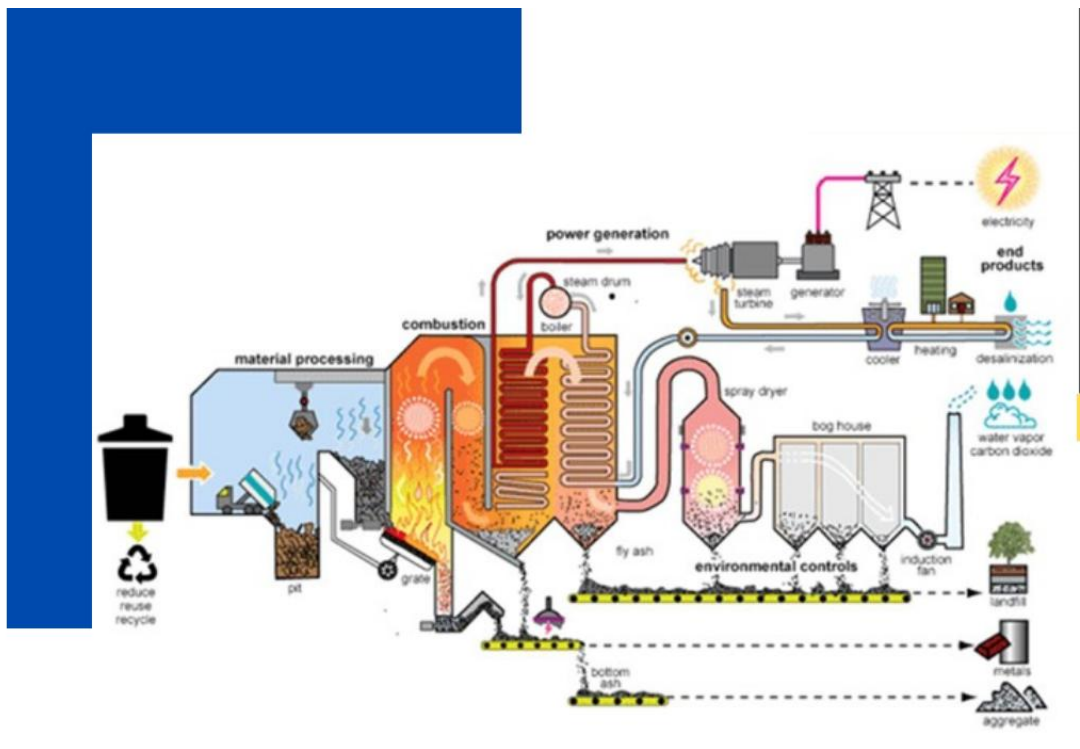 electricity
power generation
end
products
steam drum
steam
turbine
generator
boiler
combustion
cooler
heating
desalinization
material processing
spray dryer
bog house
water vapor
carbon dioxide
fly ash
environmental controls
induction
fan
grate
pit
reduce
reuse
recycle
landfill
metals
bottom
ash
aggregate